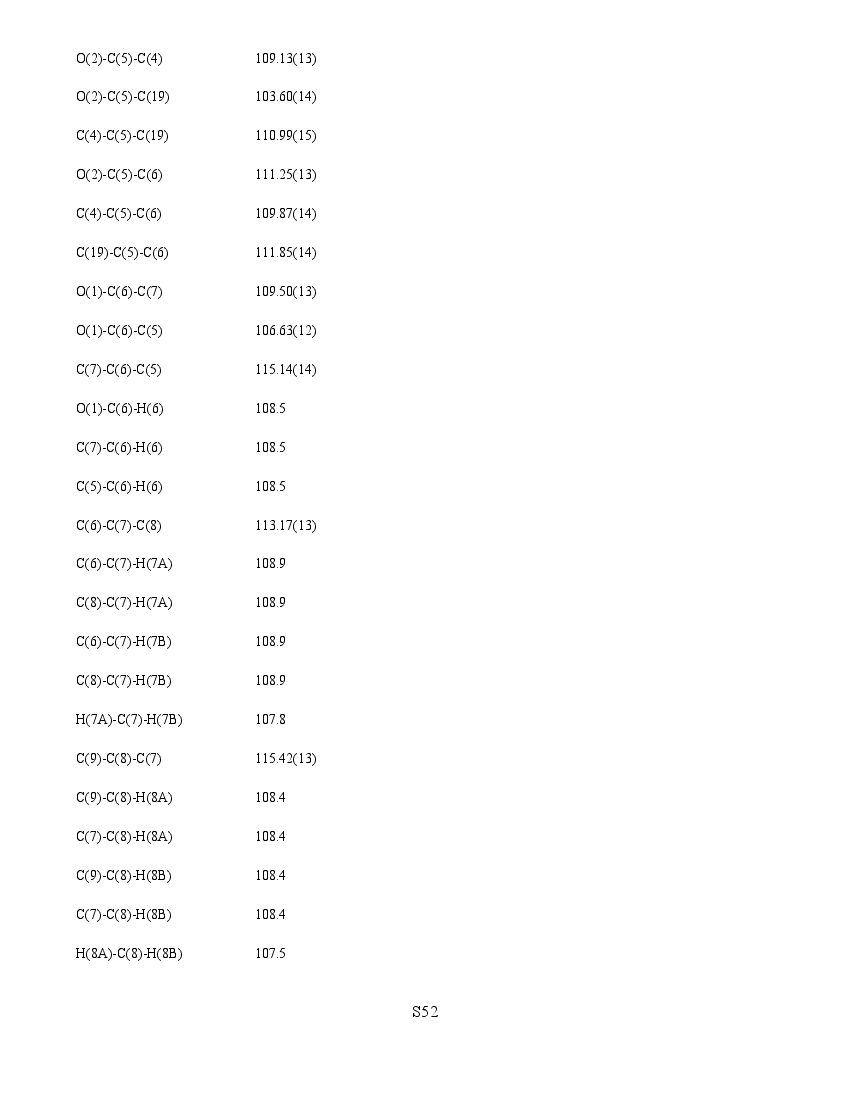 O(2)-C(5)-C(4) 109.13(13)
O(2)-C(5)-C(19) 103.60(14)
C(4)-C(5)-C(19) 110.99(15)
O(2)-C(5)-C(6) 111.25(13)
C(4)-C(5)-C(6) 109.87(14)
C(19)-C(5)-C(6) 111.85(14)
O(1)-C(6)-C(7) 109.50(13)
O(1)-C(6)-C(5) 106.63(12)
C(7)-C(6)-C(5) 115.14(14)
O(1)-C(6)-H(6) 108.5
C(7)-C(6)-H(6) 108.5
C(5)-C(6)-H(6) 108.5
C(6)-C(7)-C(8) 113.17(13)
C(6)-C(7)-H(7A) 108.9
C(8)-C(7)-H(7A) 108.9
C(6)-C(7)-H(7B) 108.9
C(8)-C(7)-H(7B) 108.9
H(7A)-C(7)-H(7B) 107.8
C(9)-C(8)-C(7) 115.42(13)
C(9)-C(8)-H(8A) 108.4
C(7)-C(8)-H(8A) 108.4
C(9)-C(8)-H(8B) 108.4
C(7)-C(8)-H(8B) 108.4
H(8A)-C(8)-H(8B) 107.5
S52